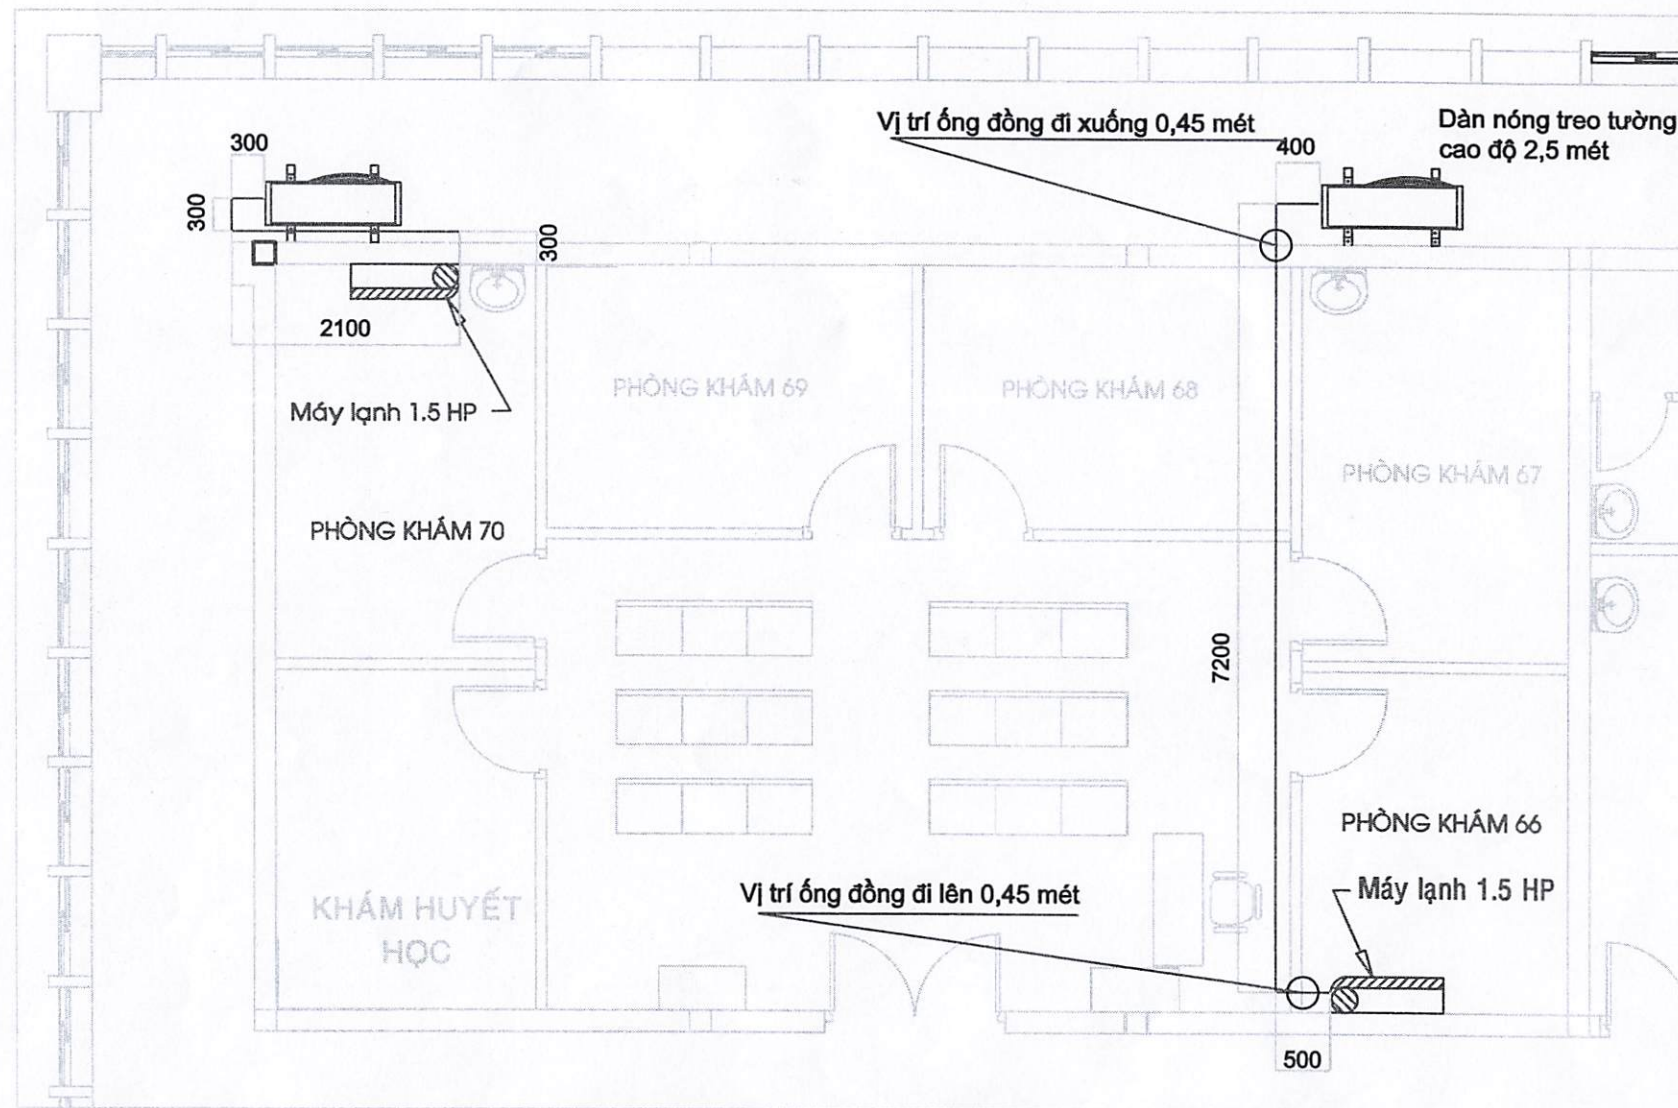 Vị trí ống đồng đi xuống 0,45 mét
Dàn nóng treo tường
cao độ 2,5 mét
300
400
300
300
2100
Máy lạnh 1.5 HP
PHÒNG KHÁM 69
PHÒNG KHÁM 68
PHÒNG KHÁM 67
PHÒNG KHÁM 70
7200
PHÒNG KHÁM 66
Máy lạnh 1.5 HP
Vị trí ống đồng đi lên 0,45 mét
KHÁM HUYẾT
HỌC
500